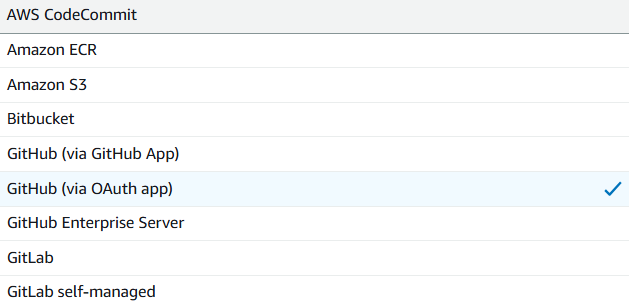 AWS CodeCommit
Amazon ECR
Amazon S3
Bitbucket
GitHub (via GitHub App)
GitHub (via OAuth app)
GitHub Enterprise Server
GitLab
GitLab self-managed